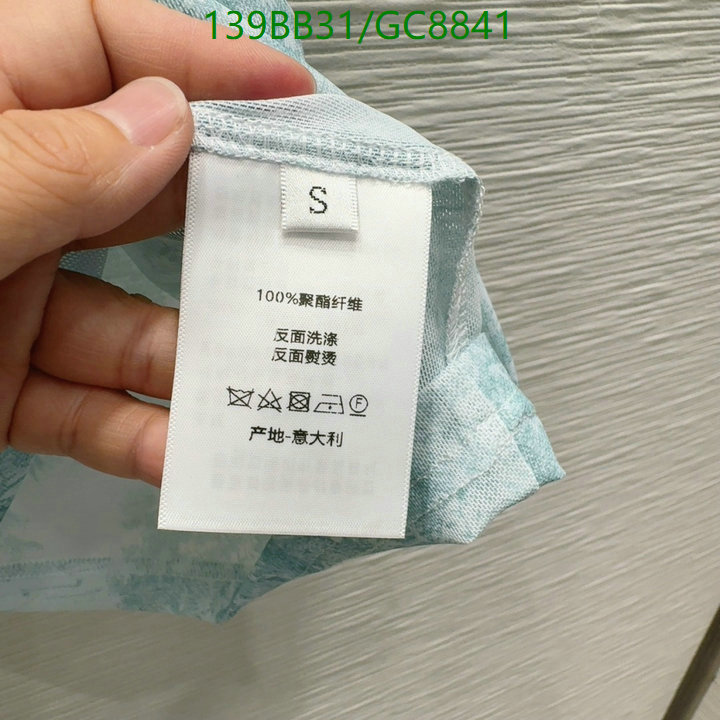 139BB31/GC8841
S
100%聚酯纤维
反面洗涤
反面熨烫
F
产地-意大利